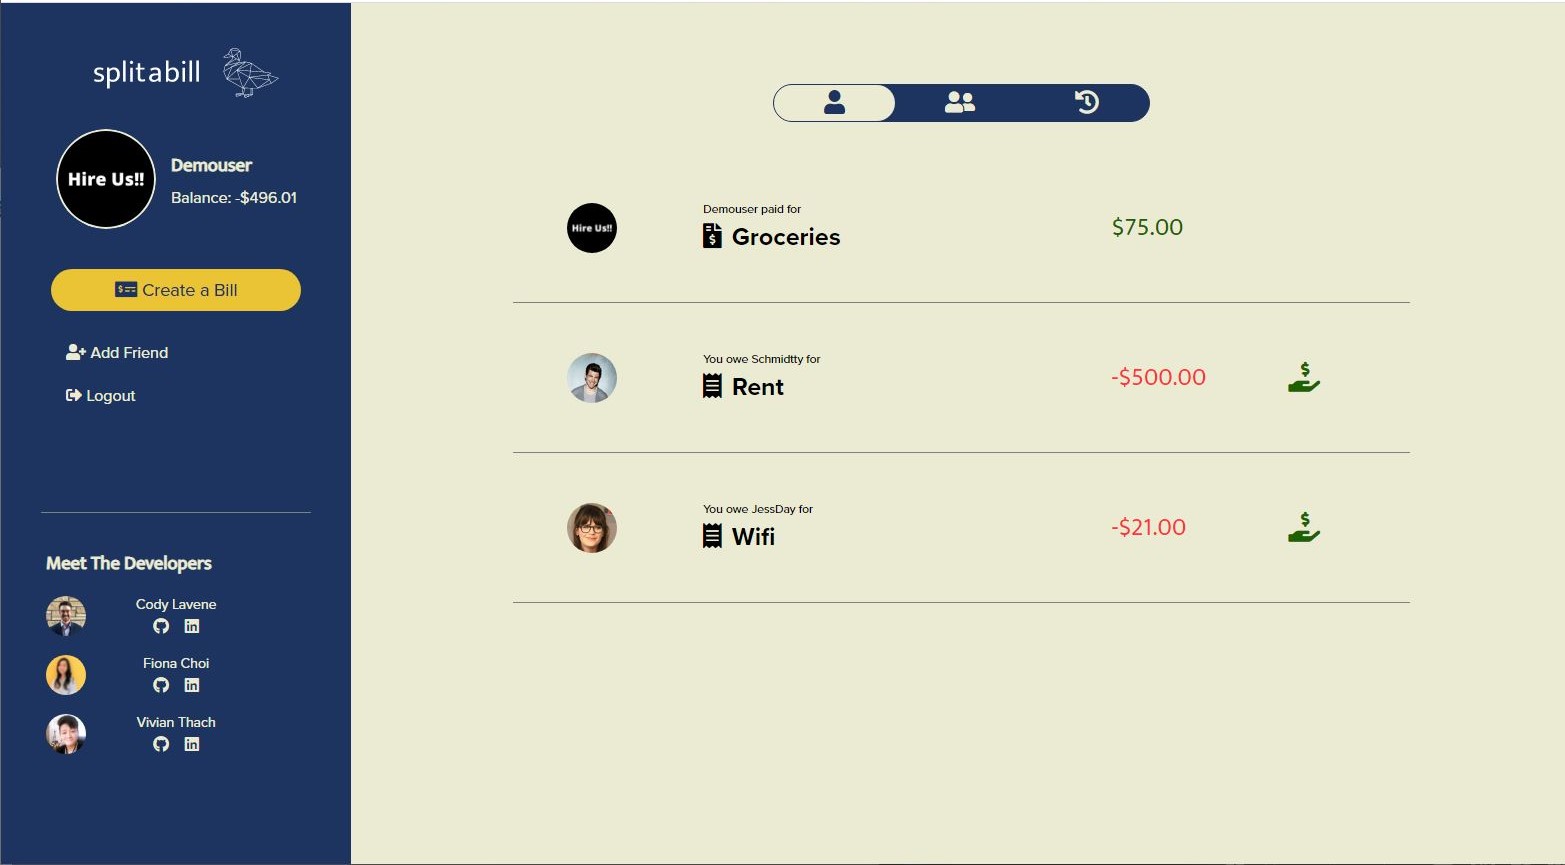 splitabill
Hire Us!!
Demouser
Balance: -$496.01
Create a Bill
Add Friend
Logout
Meet The Developers
Cody Lavene
Fiona Choi
Vivian Thach
Hire Us!!
Demouser paid for
Groceries
$75.00
You owe Schmidtty for
Rent
-$500.00
You owe JessDay for
Wifi
-$21.00